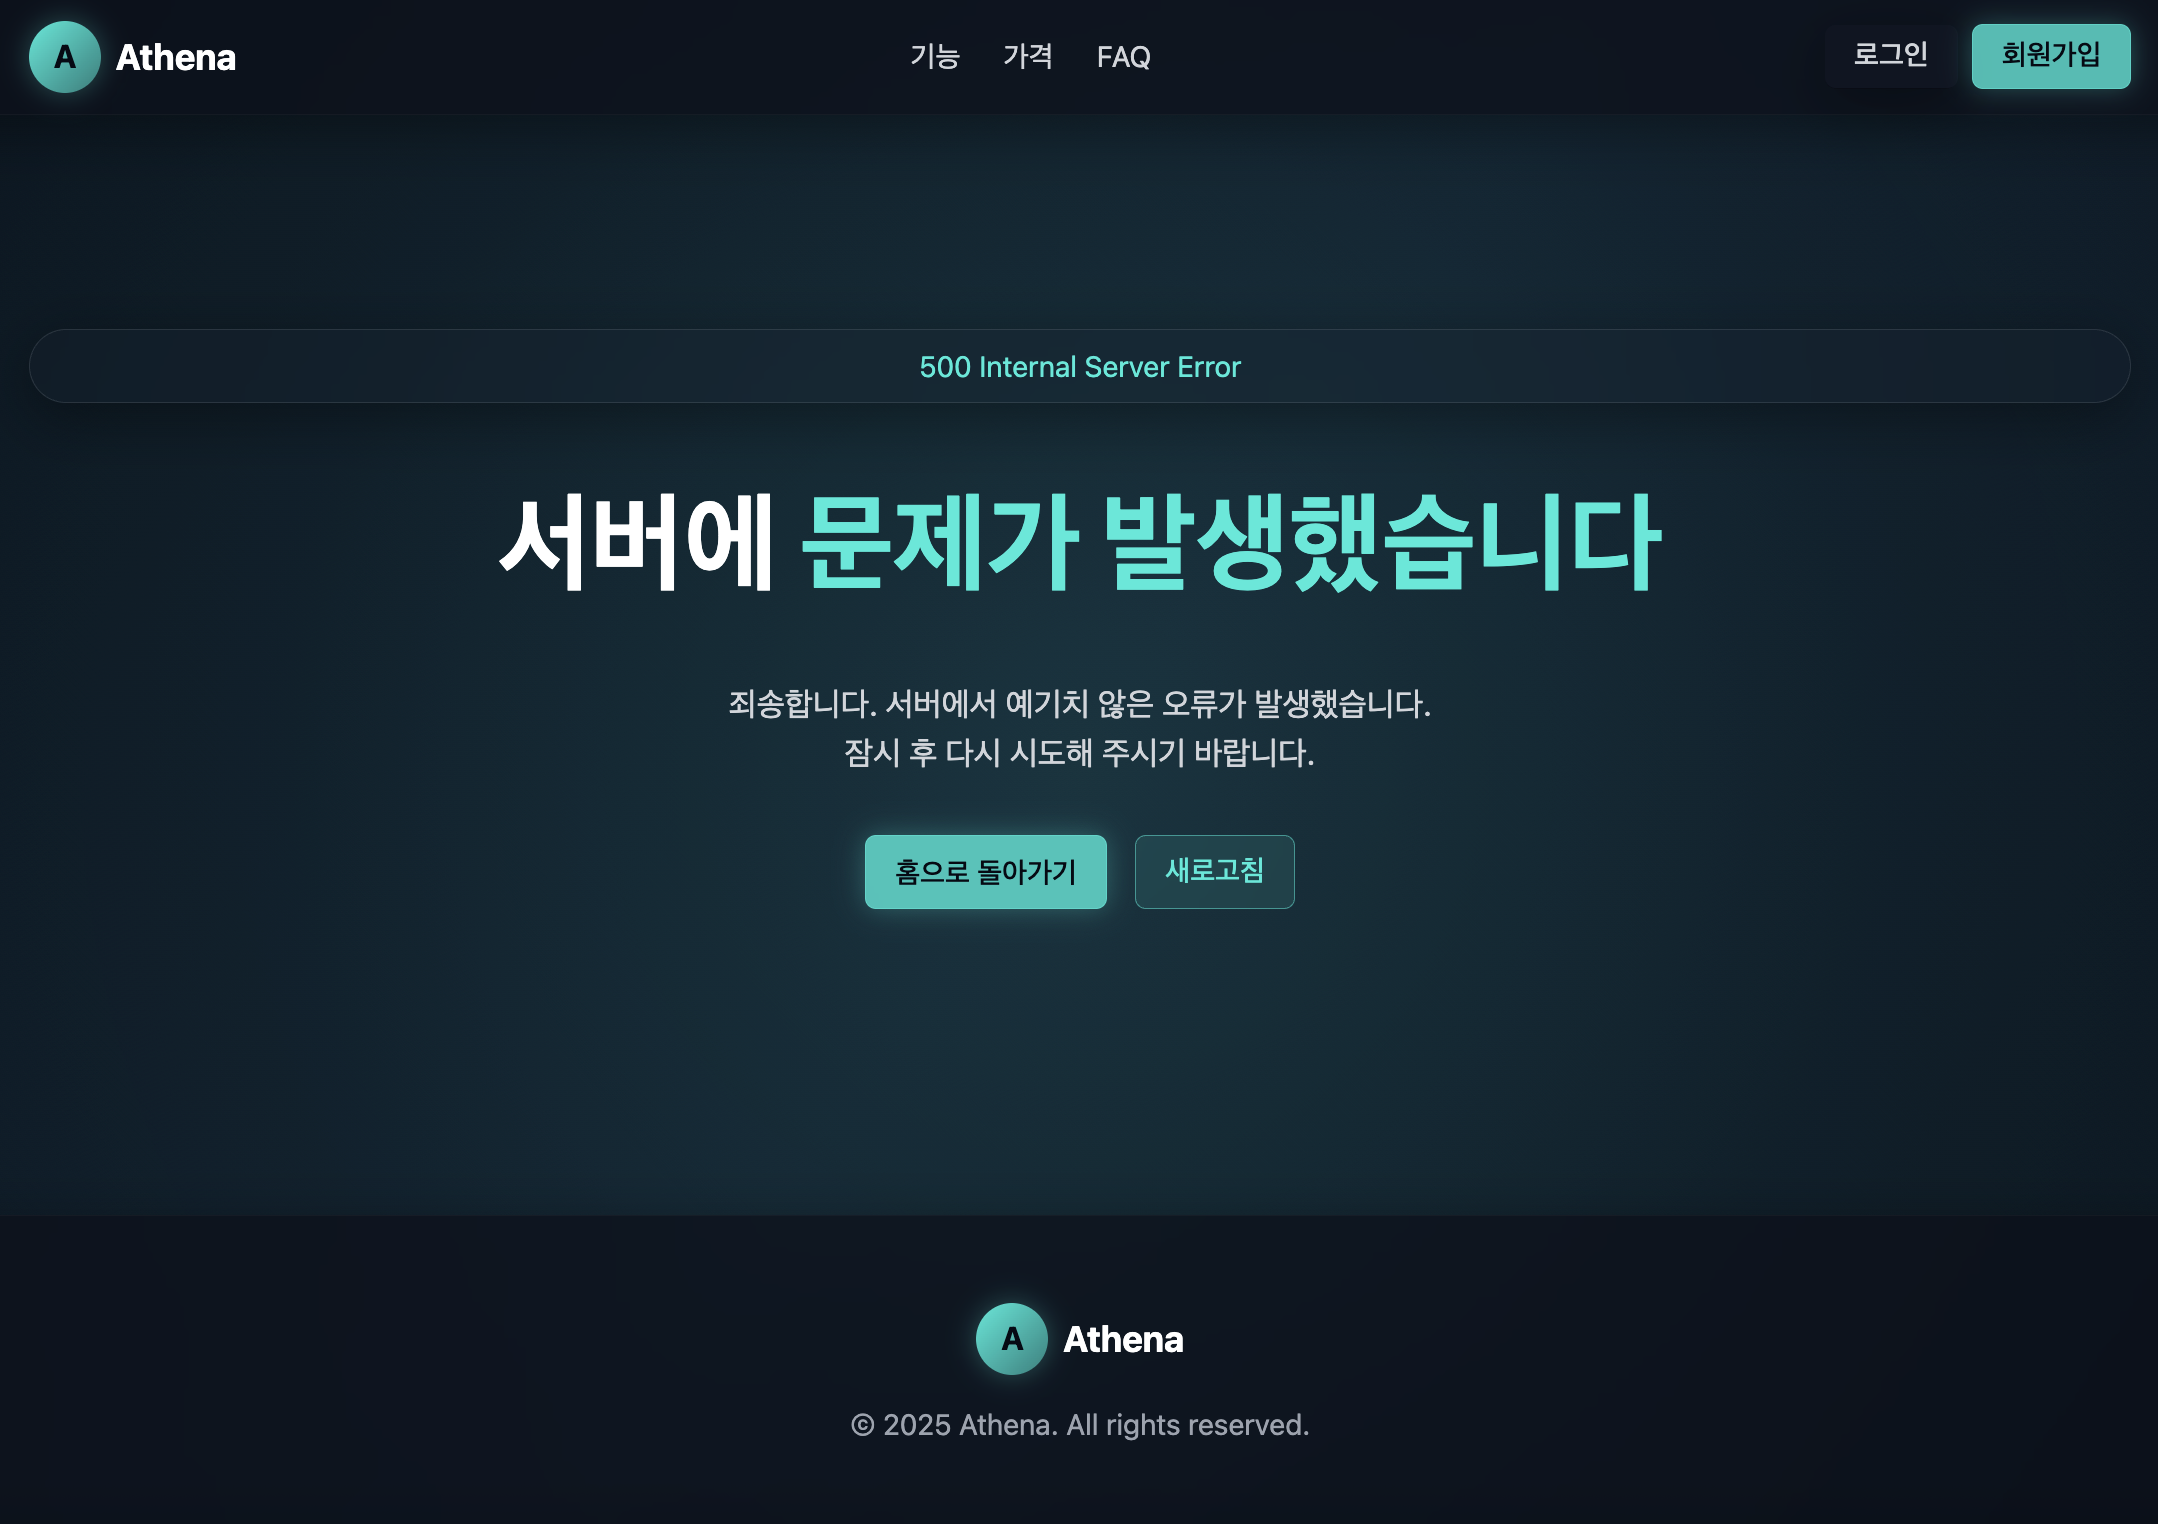 A Athena
기능 가격 FAQ
로그인 회원가입
500 Internal Server Error
서버에 문제가 발생했습니다
죄송합니다. 서버에서 예기치 않은 오류가 발생했습니다.
잠시 후 다시 시도해 주시기 바랍니다.
홈으로 돌아가기 새로고침
A Athena
© 2025 Athena. All rights reserved.